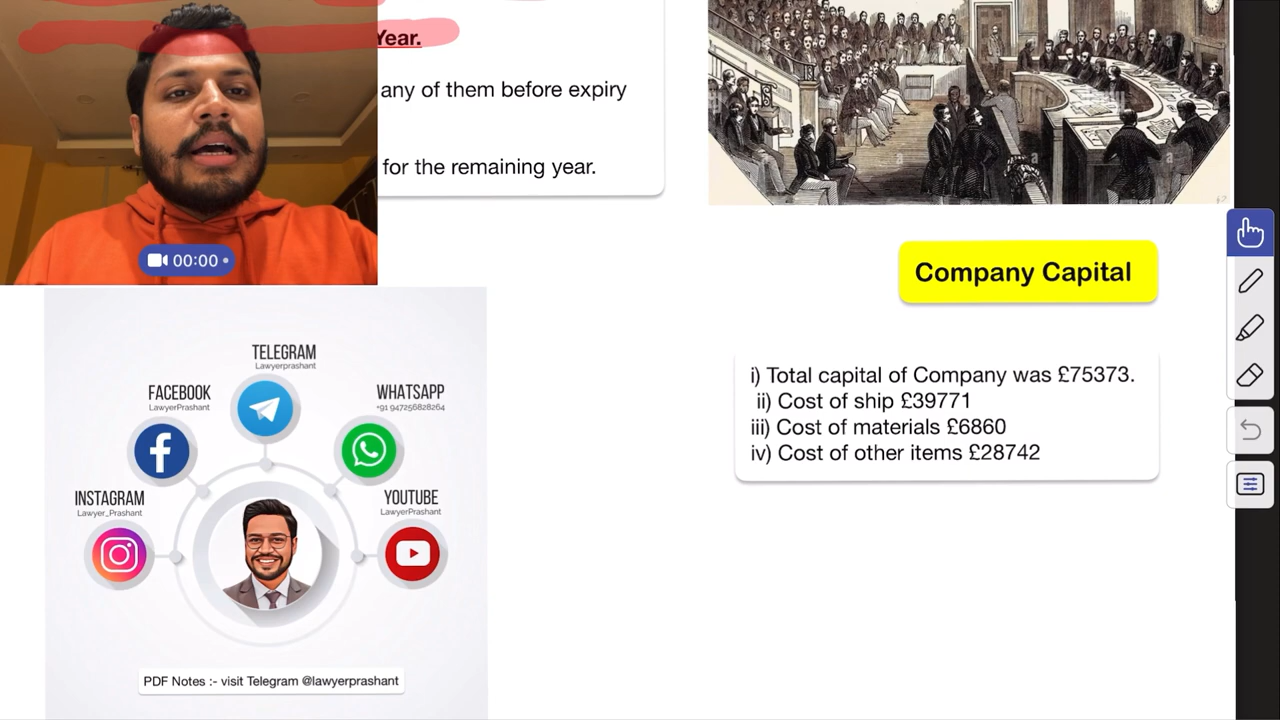 Year.
any of them before expiry
for the remaining year.
00:00
Company Capital
i) Total capital of Company was £75373.
ii) Cost of ship £39771
iii) Cost of materials £6860
iv) Cost of other items £28742
TELEGRAM
Lawyerprashant
FACEBOOK
LawyerPrashant
WHATSAPP
+91 947256828264
INSTAGRAM
Lawyer_Prashant
YOUTUBE
LawyerPrashant
PDF Notes :- visit Telegram @lawyerprashant